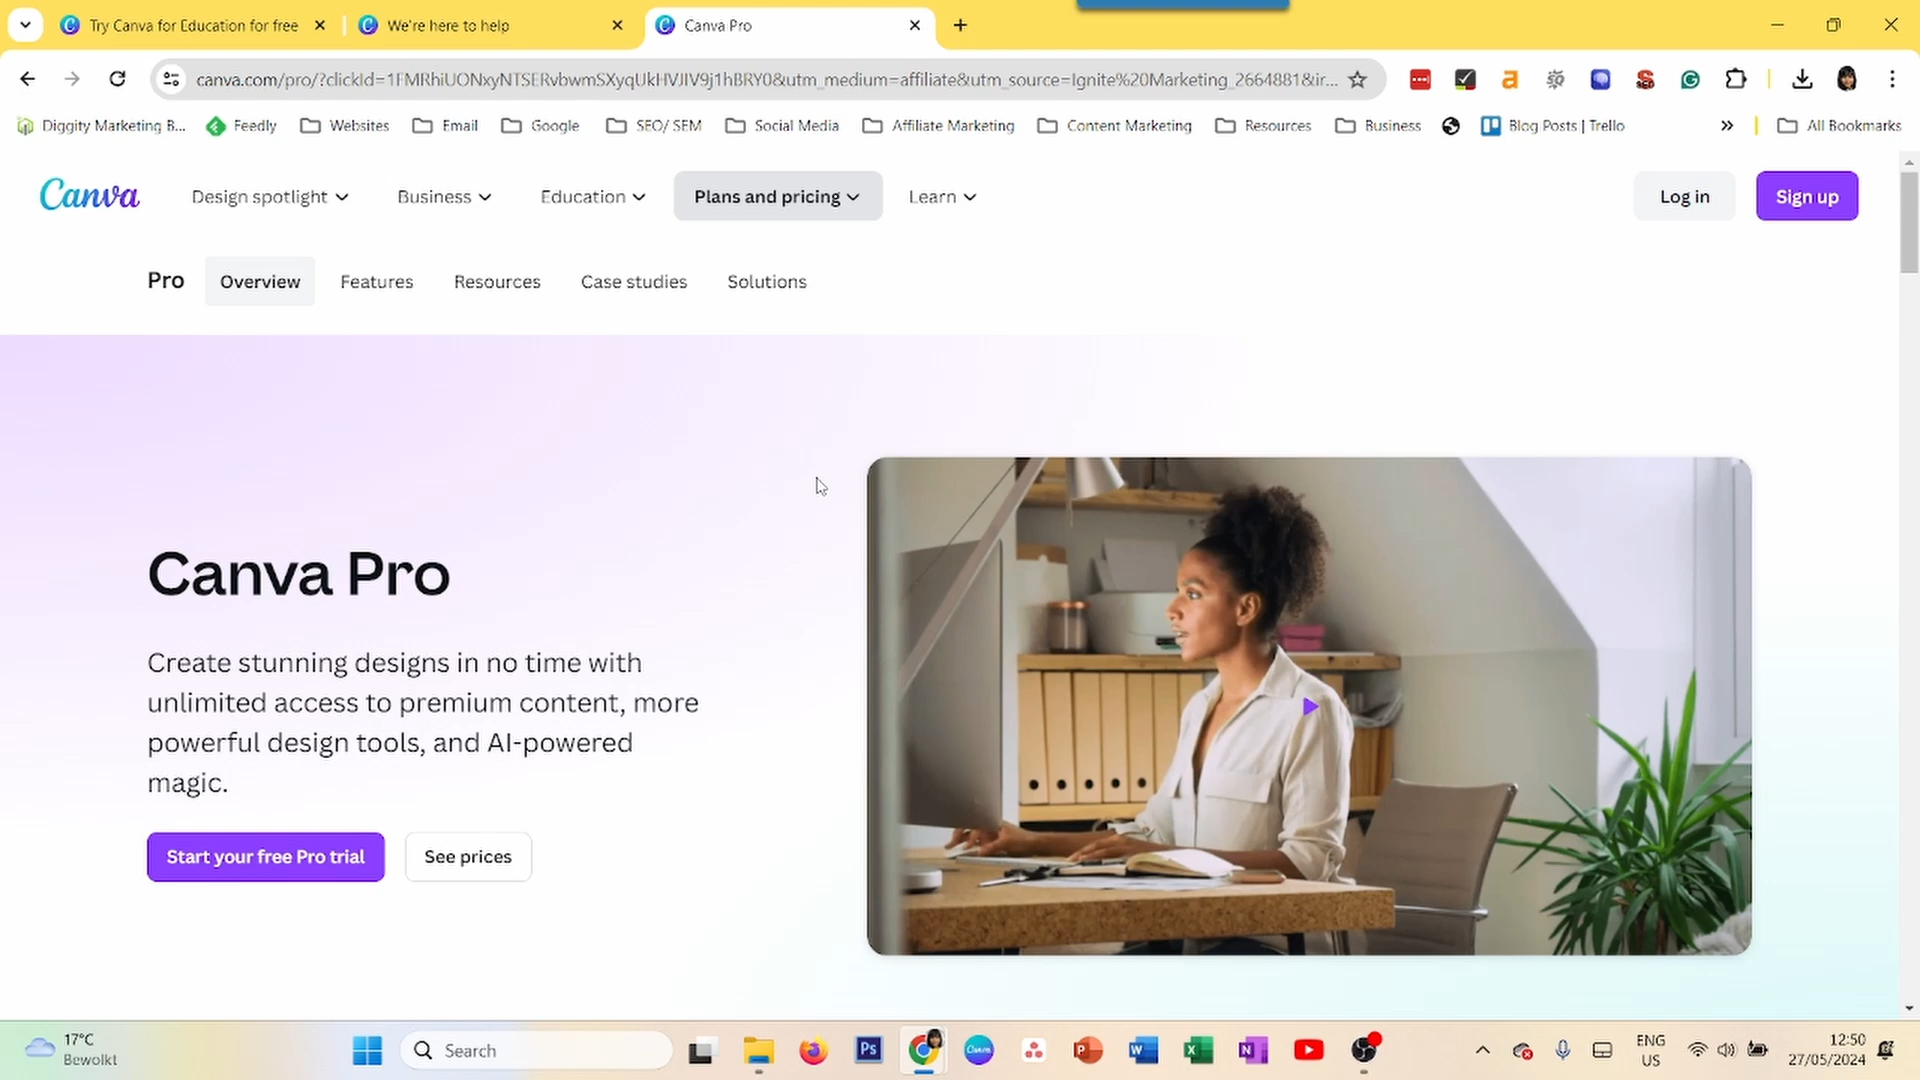 Try Canva for Education for free
We're here to help
Canva Pro
canva.com/pro/?clickId=1FMRhiUONxyNTSERvbwmSXyqUkHVJIV9j1hBRY0&utm_medium=affiliate&utm_source=Ignite%20Marketing_2664881&ir...
Diggity Marketing B... Feedly Websites Email Google SEO/ SEM Social Media Affiliate Marketing Content Marketing Resources Business Blog Posts | Trello » All Bookmarks
Canva Design spotlight Business Education Plans and pricing Learn Log in Sign up
Pro Overview Features Resources Case studies Solutions
Canva Pro
Create stunning designs in no time with
unlimited access to premium content, more
powerful design tools, and AI-powered
magic.
Start your free Pro trial See prices
17°C
Bewolkt
Search
Ps
Canva
ENG
US
12:50
27/05/2024